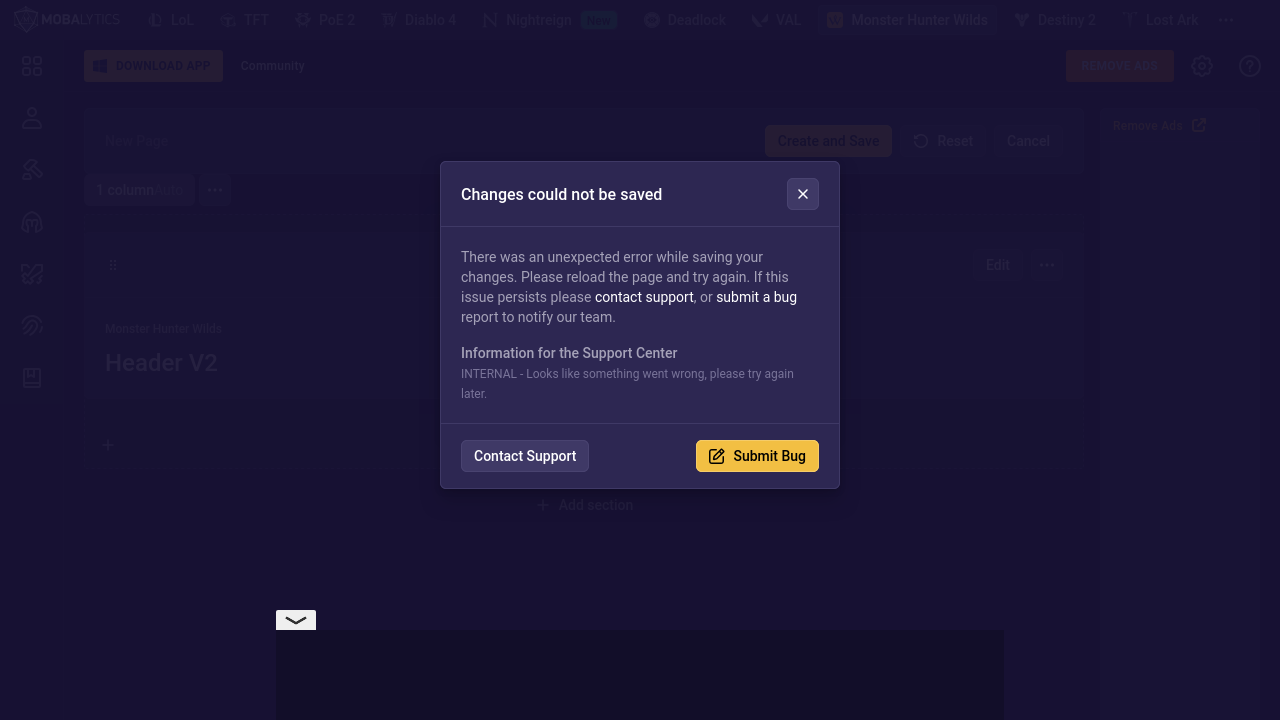 MOBALYTICS
LoL
TFT
PoE 2
Diablo 4
Nightreign New
Deadlock
VAL
Monster Hunter Wilds
Destiny 2
Lost Ark
DOWNLOAD APP
Community
REMOVE ADS
New Page
Create and Save
Reset
Cancel
Remove Ads
1 column
Changes could not be saved
There was an unexpected error while saving your
changes. Please reload the page and try again. If this
issue persists please contact support, or submit a bug
report to notify our team.
Edit
Monster Hunter Wilds
Header V2
Information for the Support Center
INTERNAL - Looks like something went wrong, please try again
later.
Contact Support
Submit Bug
Add section